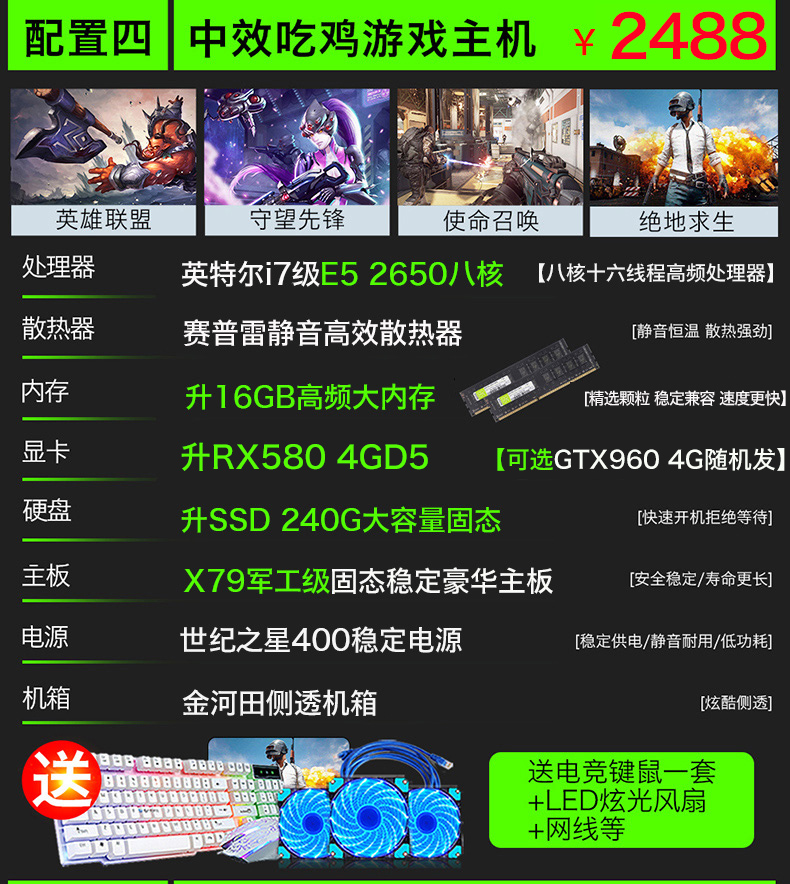 配置四 中效吃鸡游戏主机 ￥2488
英雄联盟 守望先锋 使命召唤 绝地求生
处理器 英特尔i7级E5 2650八核 【八核十六线程高频处理器】
散热器 赛普雷静音高效散热器 [静音恒温 散热强劲]
内存 升16GB高频大内存 [精选颗粒 稳定兼容 速度更快]
显卡 升RX580 4GD5 【可选GTX960 4G随机发】
硬盘 升SSD 240G大容量固态 [快速开机拒绝等待]
主板 X79军工级固态稳定豪华主板 [安全稳定/寿命更长]
电源 世纪之星400稳定电源 [稳定供电/静音耐用/低功耗]
机箱 金河田侧透机箱 [炫酷侧透]
送
送电竞键鼠一套
+LED炫光风扇
+网线等